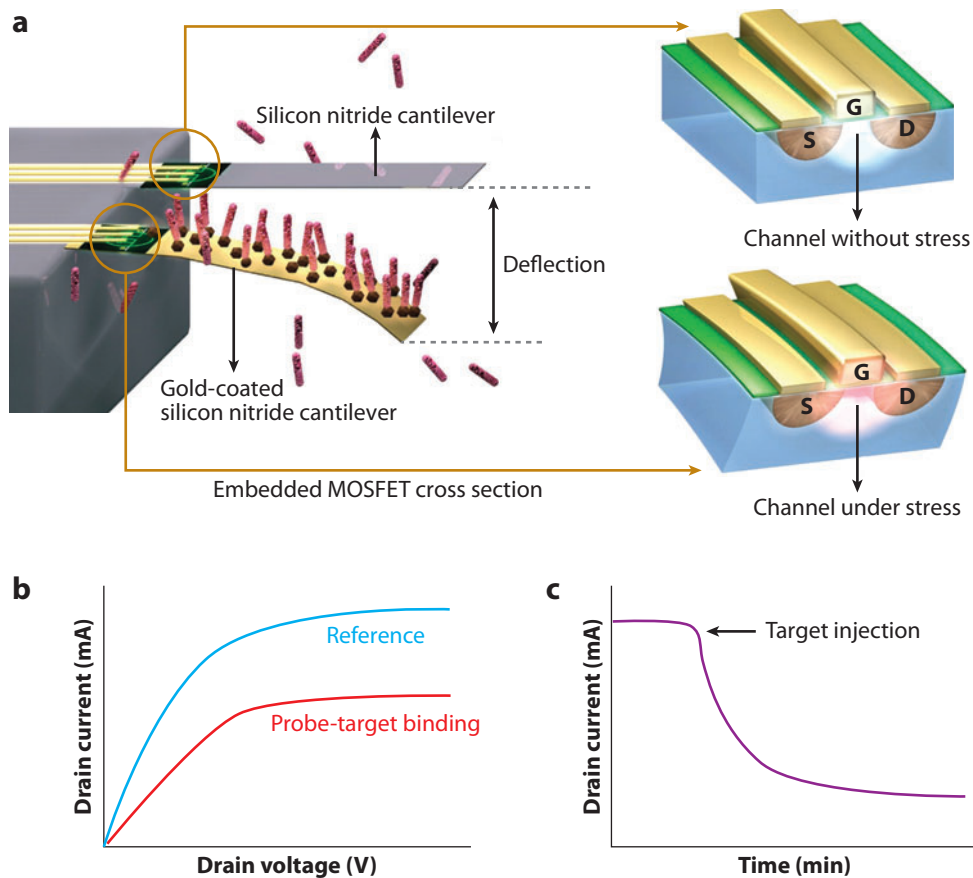 a
Silicon nitride cantilever
G
S
D
Channel without stress
Deflection
Gold-coated
silicon nitride cantilever
G
S
D
Embedded MOSFET cross section
Channel under stress
b
Drain current (mA)
Reference
Probe-target binding
Drain voltage (V)
c
Drain current (mA)
Target injection
Time (min)